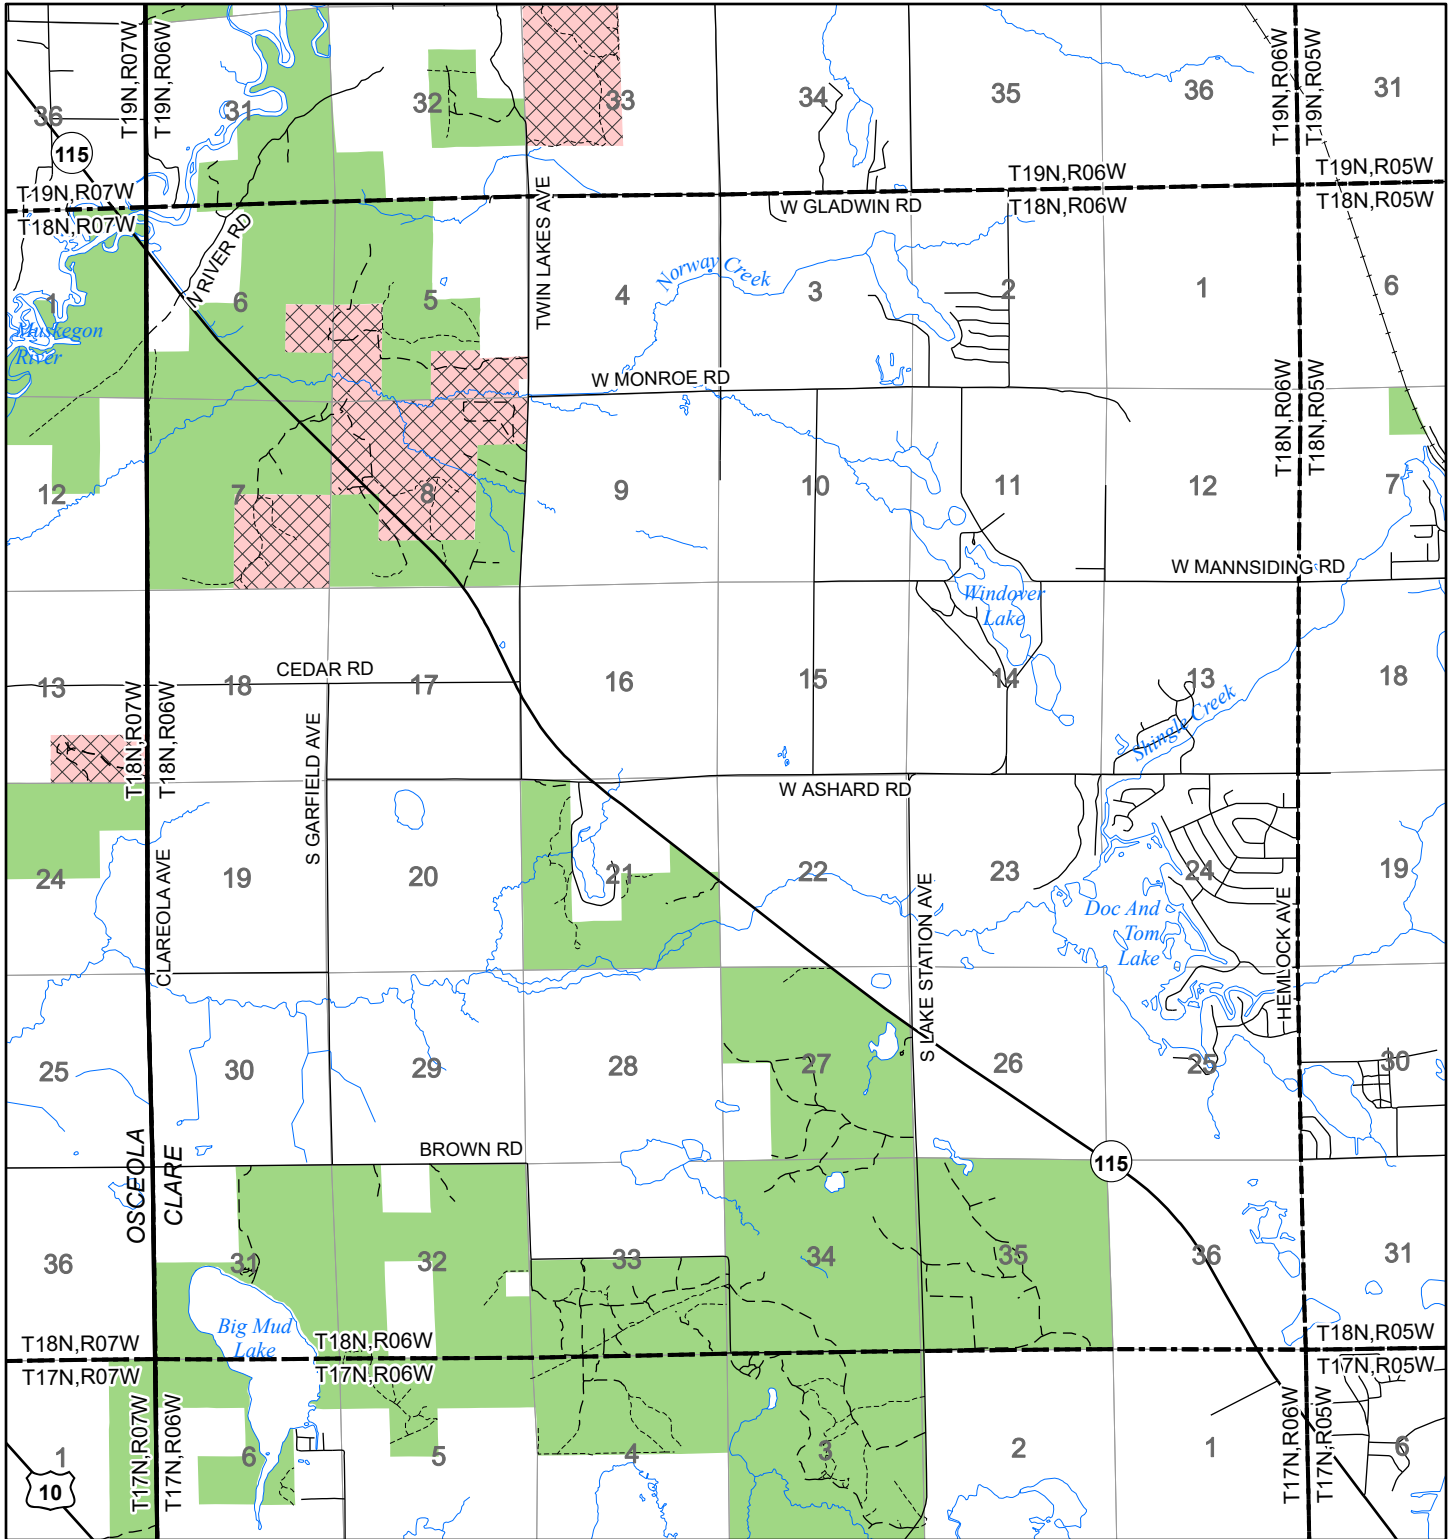 T19N,R07W
T19N,R06W
T19N,R06W
T19N,R05W
36
31
32
33
34
35
36
31
115
T19N,R07W
T18N,R07W
T19N,R06W
T18N,R06W
T19N,R05W
T18N,R05W
W GLADWIN RD
N RIVER RD
TWIN LAKES AVE
Norway Creek
1
6
5
4
3
2
1
6
Muskegon
River
W MONROE RD
T18N,R06W
T18N,R05W
12
7
8
9
10
11
12
7
W MANNSIDING RD
Windover
Lake
CEDAR RD
13
18
17
16
15
14
13
18
T18N,R07W
T18N,R06W
S GARFIELD AVE
Shingle Creek
W ASHARD RD
24
19
20
21
22
23
24
19
CLAREOLA AVE
S LAKE STATION AVE
Doc And
Tom
Lake
HEMLOCK AVE
25
30
29
28
27
26
25
30
BROWN RD
OSCEOLA
CLARE
115
36
31
32
33
34
35
36
31
Big Mud
Lake
T18N,R07W
T17N,R07W
T18N,R06W
T17N,R06W
T18N,R05W
T17N,R05W
T17N,R07W
T17N,R06W
T17N,R06W
T17N,R05W
1
6
5
4
3
2
1
6
10